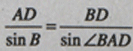 AD/sin B = BD/sin ∠BAD